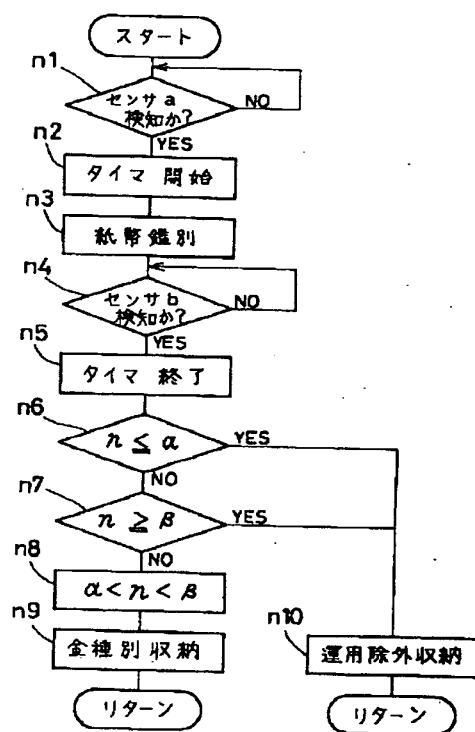 スタート
n1
センサa
検知か?
NO
YES
n2
タイマ 開始
n3
紙幣鑑別
n4
センサb
検知か?
NO
YES
n5
タイマ 終了
n6
n ≦ α
YES
NO
n7
n ≧ β
YES
NO
n8
α < n < β
n9
金種別収納
n10
運用除外収納
リターン
リターン